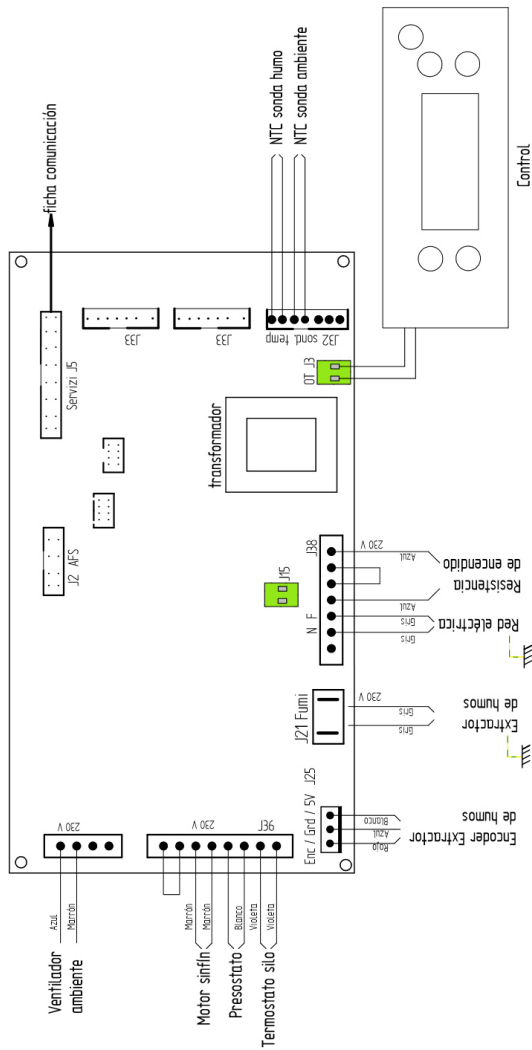 ficha comunicación
Servizi J5
J33
J33
NTC sonda humo
NTC sonda ambiente
J32 sond. temp
OT J3
Control
transformador
J2 AFS
J15
J38
N F
230 V
Azul
Azul
Gris
Gris
Resistencia
de encendido
Red eléctrica
J21 Fumi
230 V
Gris
Gris
Extractor
de humos
J25
Enc / Grd / 5V
Blanco
Azul
Rojo
Encoder Extractor
de humos
230 V
Azul
Marrón
Ventilador
ambiente
230 V
Marrón
Marrón
Motor sinfín
Blanco
Presostato
Violeta
Violeta
Termostato silo